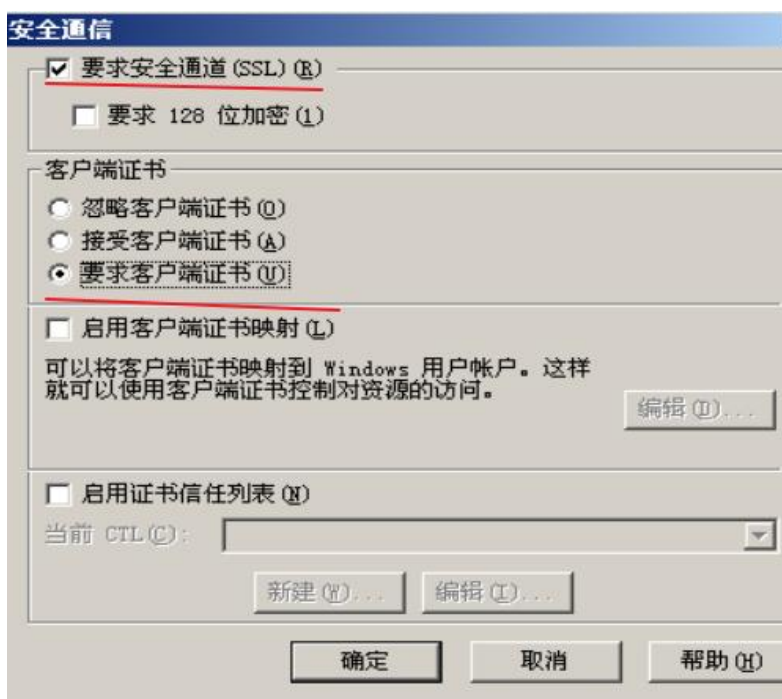 安全通信
要求安全通道(SSL)(R)
要求 128 位加密(1)
客户端证书
忽略客户端证书(O)
接受客户端证书(A)
要求客户端证书(U)
启用客户端证书映射(L)
可以将客户端证书映射到 Windows 用户帐户。这样
就可以使用客户端证书控制对资源的访问。
编辑(D)...
启用证书信任列表(N)
当前 CTL(C):
新建(W)... 编辑(I)...
确定 取消 帮助(H)